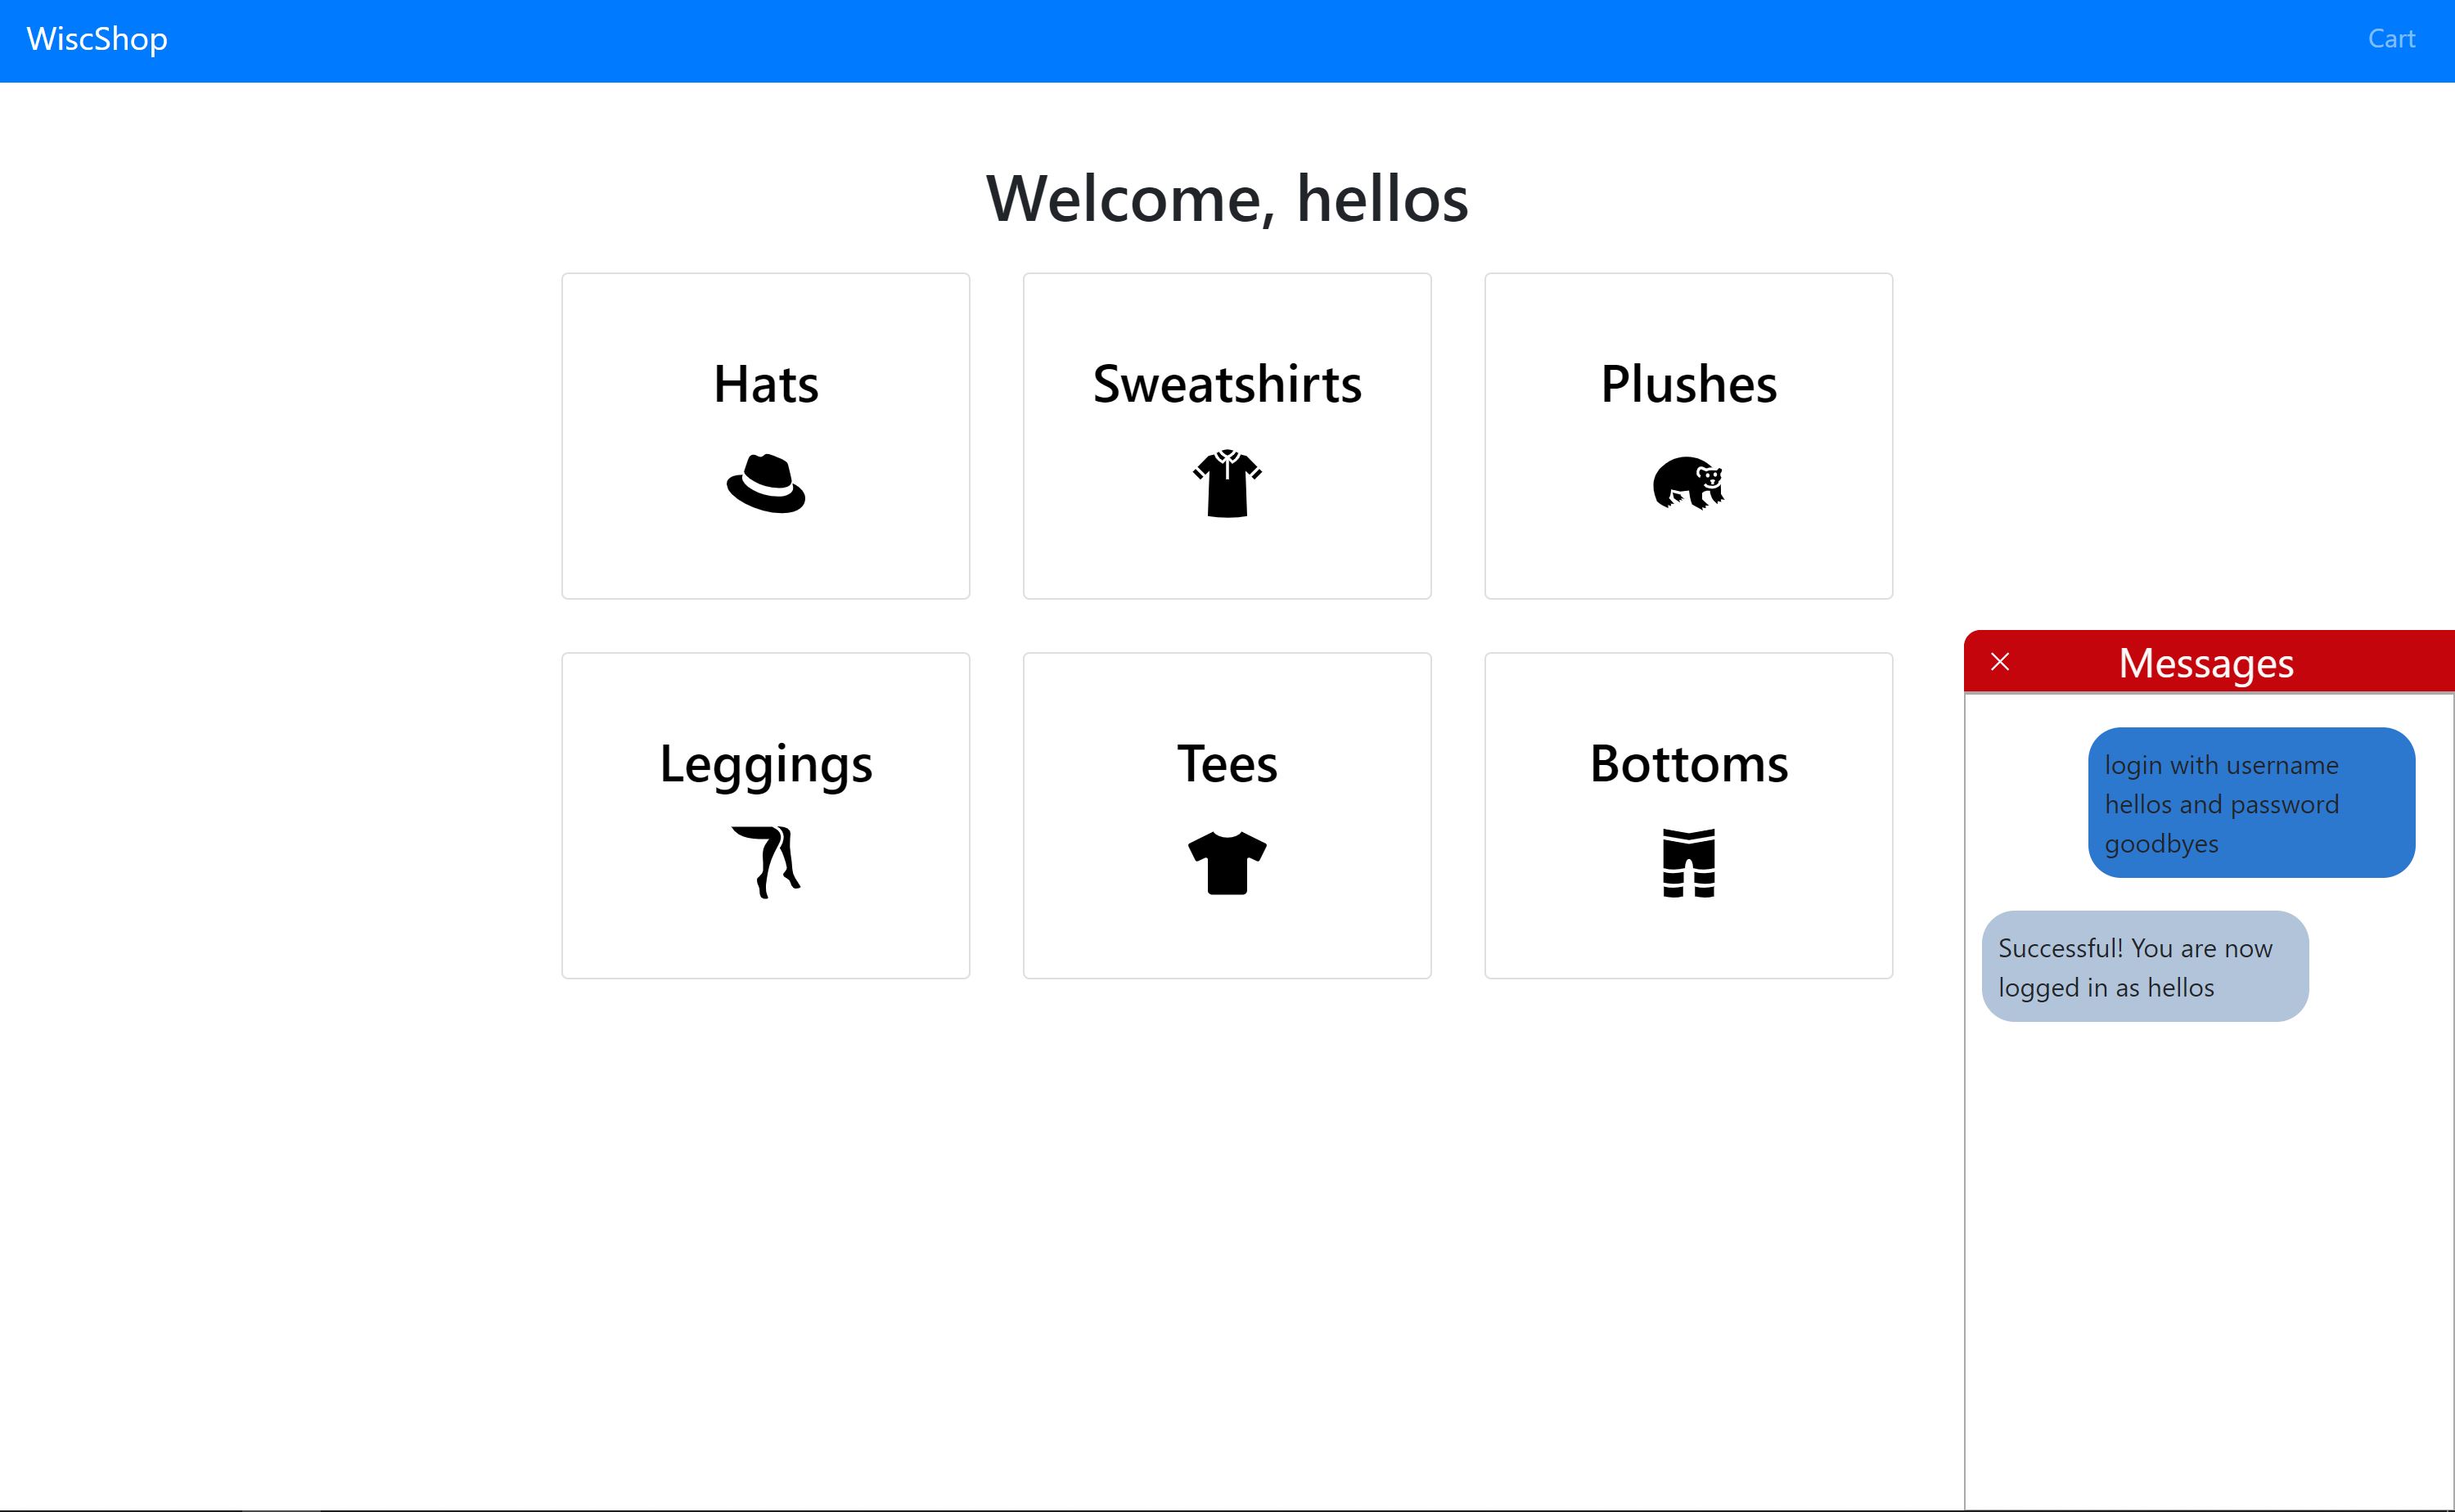 WiscShop
Cart
Welcome, hellos
Hats
Sweatshirts
Plushes
Leggings
Tees
Bottoms
Messages
login with username
hellos and password
goodbyes
Successful! You are now
logged in as hellos